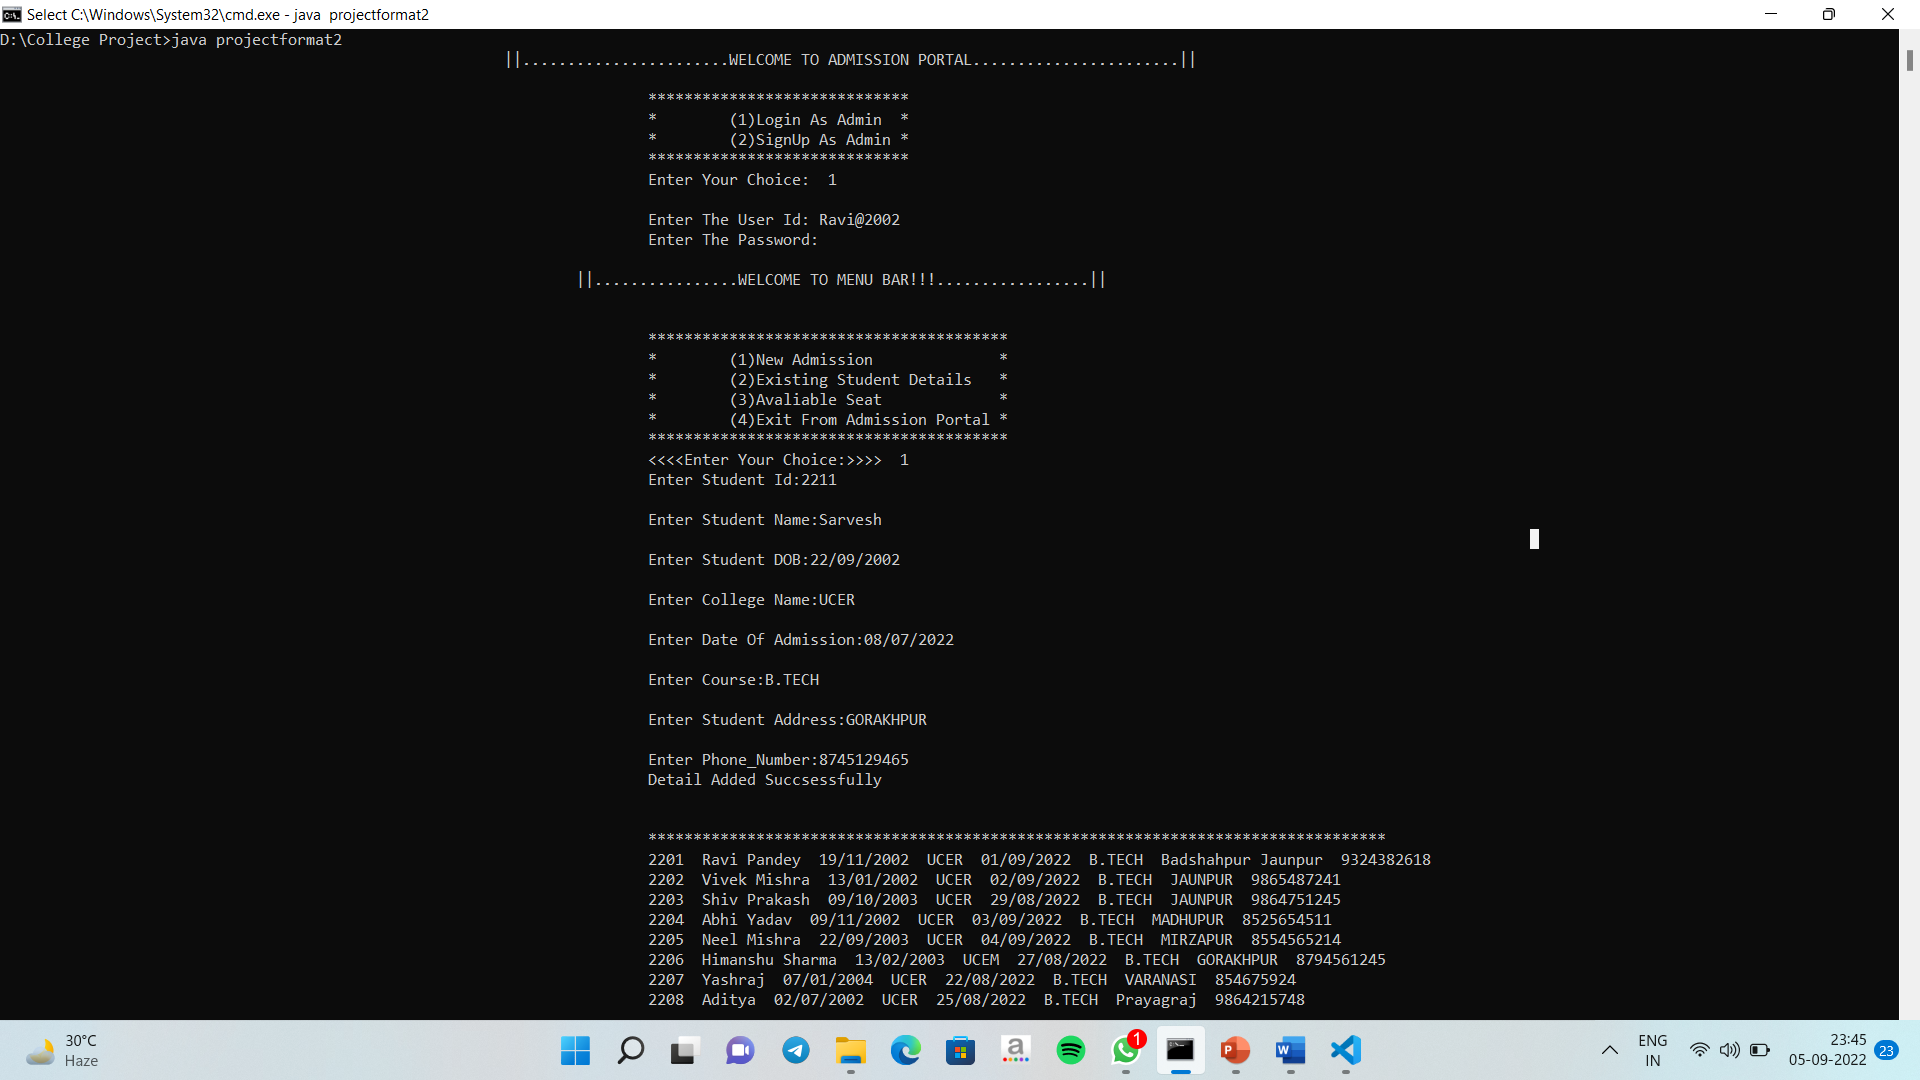 Select C:\Windows\System32\cmd.exe - java  projectformat2
D:\College Project>java projectformat2
||.......................WELCOME TO ADMISSION PORTAL.......................||
*****************************
*        (1)Login As Admin  *
*        (2)SignUp As Admin *
*****************************
Enter Your Choice:  1
Enter The User Id: Ravi@2002
Enter The Password:
||................WELCOME TO MENU BAR!!!.................||
****************************************
*        (1)New Admission              *
*        (2)Existing Student Details   *
*        (3)Avaliable Seat             *
*        (4)Exit From Admission Portal *
****************************************
<<<<Enter Your Choice:>>>>  1
Enter Student Id:2211
Enter Student Name:Sarvesh
Enter Student DOB:22/09/2002
Enter College Name:UCER
Enter Date Of Admission:08/07/2022
Enter Course:B.TECH
Enter Student Address:GORAKHPUR
Enter Phone_Number:8745129465
Detail Added Succsessfully
**********************************************************************************
2201  Ravi Pandey  19/11/2002  UCER  01/09/2022  B.TECH  Badshahpur Jaunpur  9324382618
2202  Vivek Mishra  13/01/2002  UCER  02/09/2022  B.TECH  JAUNPUR  9865487241
2203  Shiv Prakash  09/10/2003  UCER  29/08/2022  B.TECH  JAUNPUR  9864751245
2204  Abhi Yadav  09/11/2002  UCER  03/09/2022  B.TECH  MADHUPUR  8525654511
2205  Neel Mishra  22/09/2003  UCER  04/09/2022  B.TECH  MIRZAPUR  8554565214
2206  Himanshu Sharma  13/02/2003  UCEM  27/08/2022  B.TECH  GORAKHPUR  8794561245
2207  Yashraj  07/01/2004  UCER  22/08/2022  B.TECH  VARANASI  854675924
2208  Aditya  02/07/2002  UCER  25/08/2022  B.TECH  Prayagraj  9864215748
30°C
Haze
1
ENG
IN
23:45
05-09-2022
23